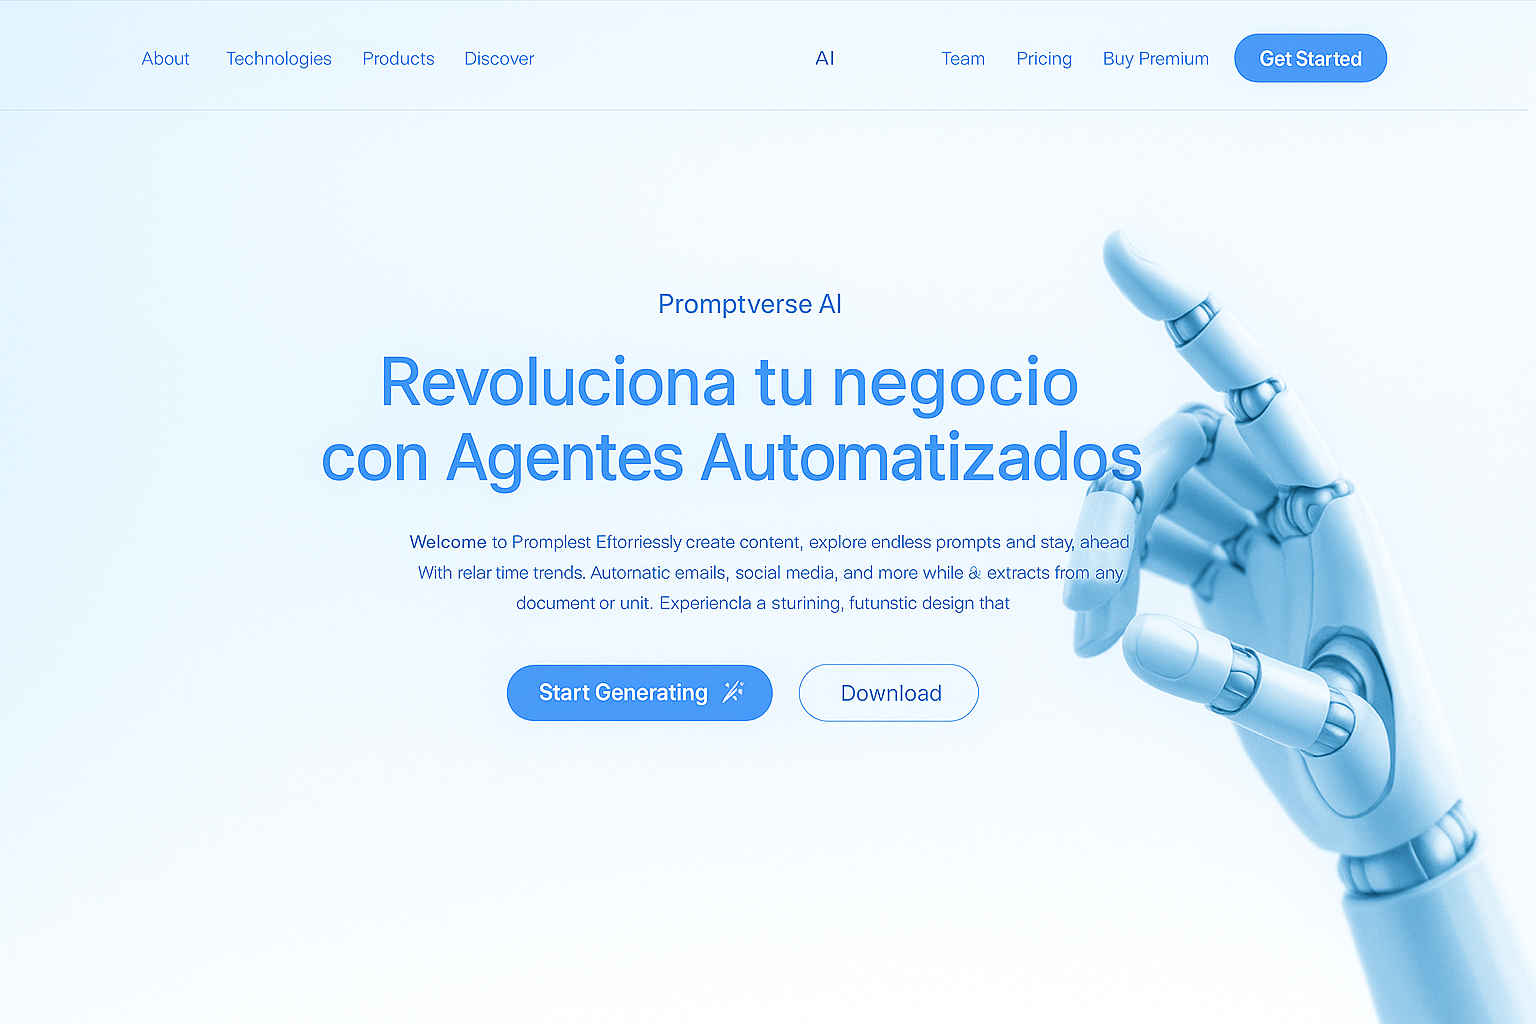 About Technologies Products Discover AI Team Pricing Buy Premium Get Started
Promptverse AI
Revoluciona tu negocio
con Agentes Automatizados
Welcome to Promplest Eftorriessly create content, explore endless prompts and stay, ahead
With relar time trends. Autornatic emails, social media, and more while & extracts from any
document or unit. Experiencla a sturining, futunstic design that
Start Generating Download